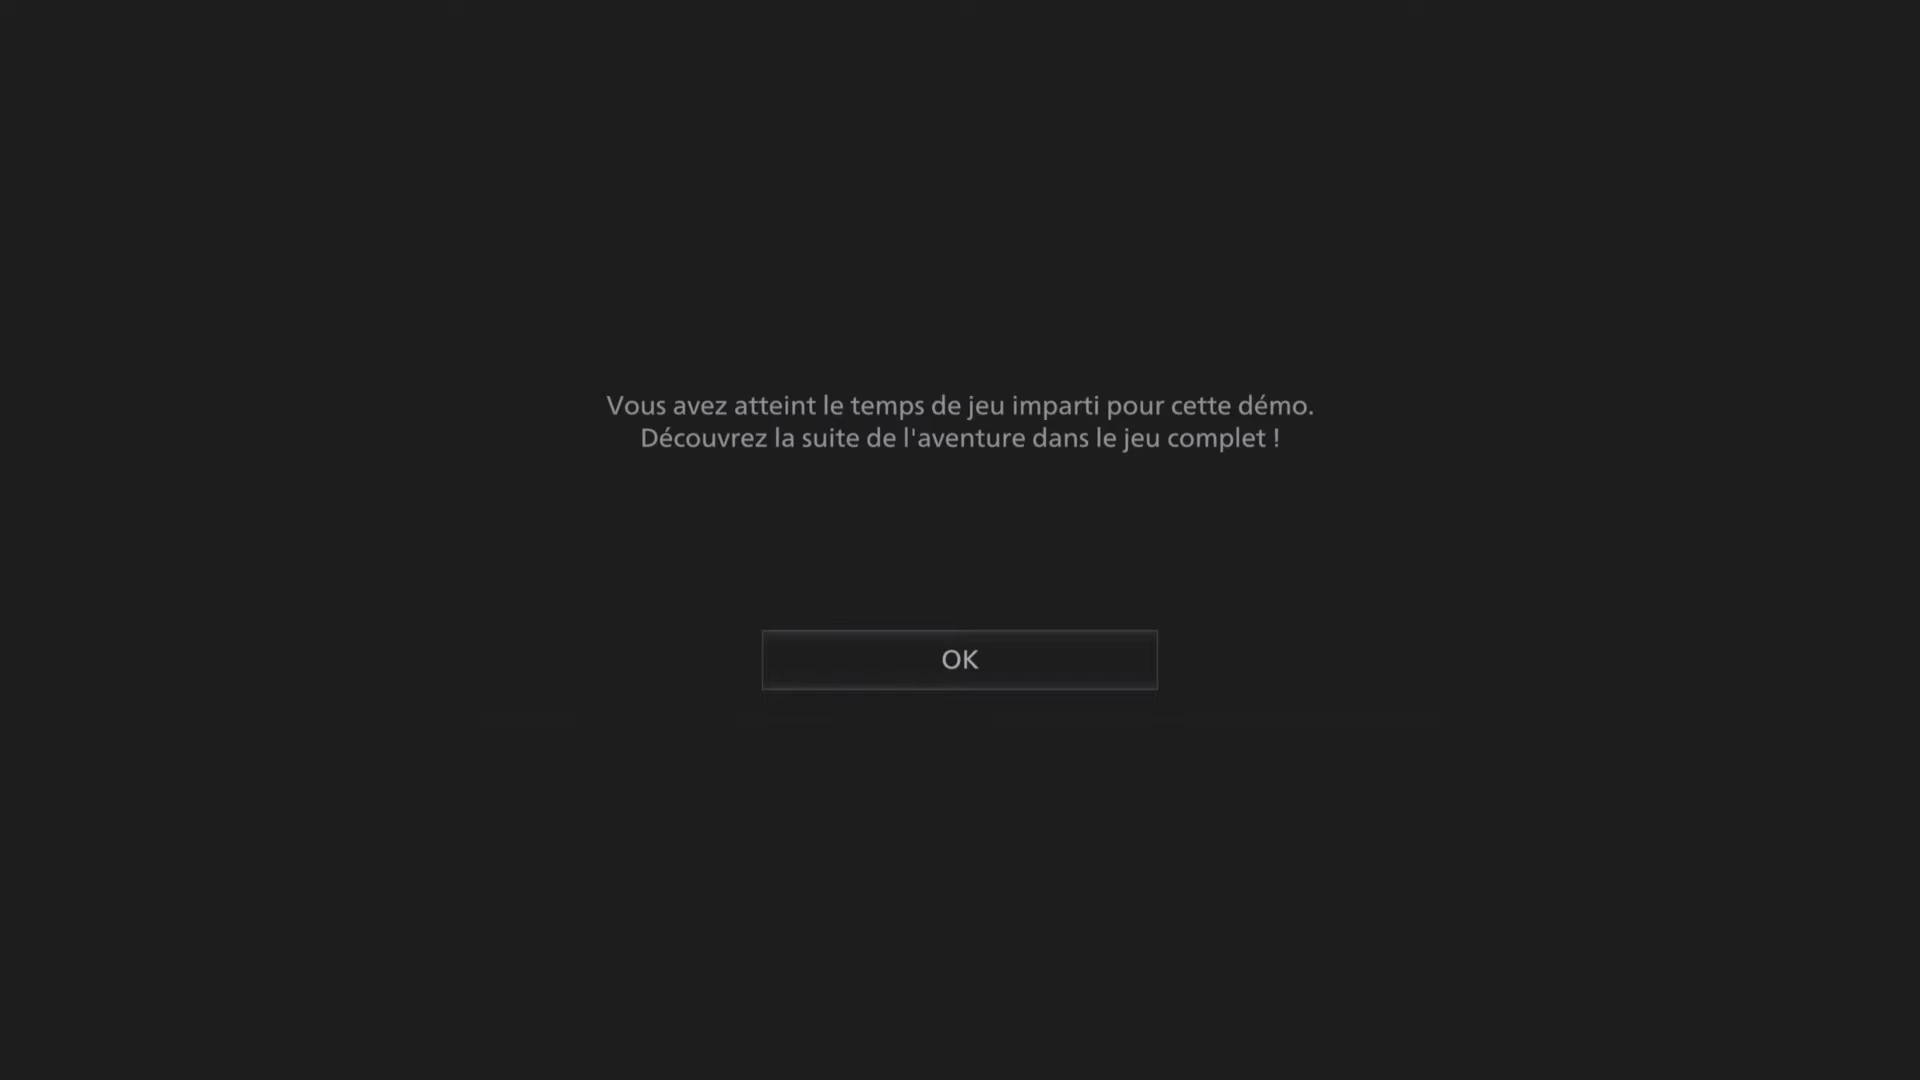 Vous avez atteint le temps de jeu imparti pour cette démo.
Découvrez la suite de l'aventure dans le jeu complet !
OK